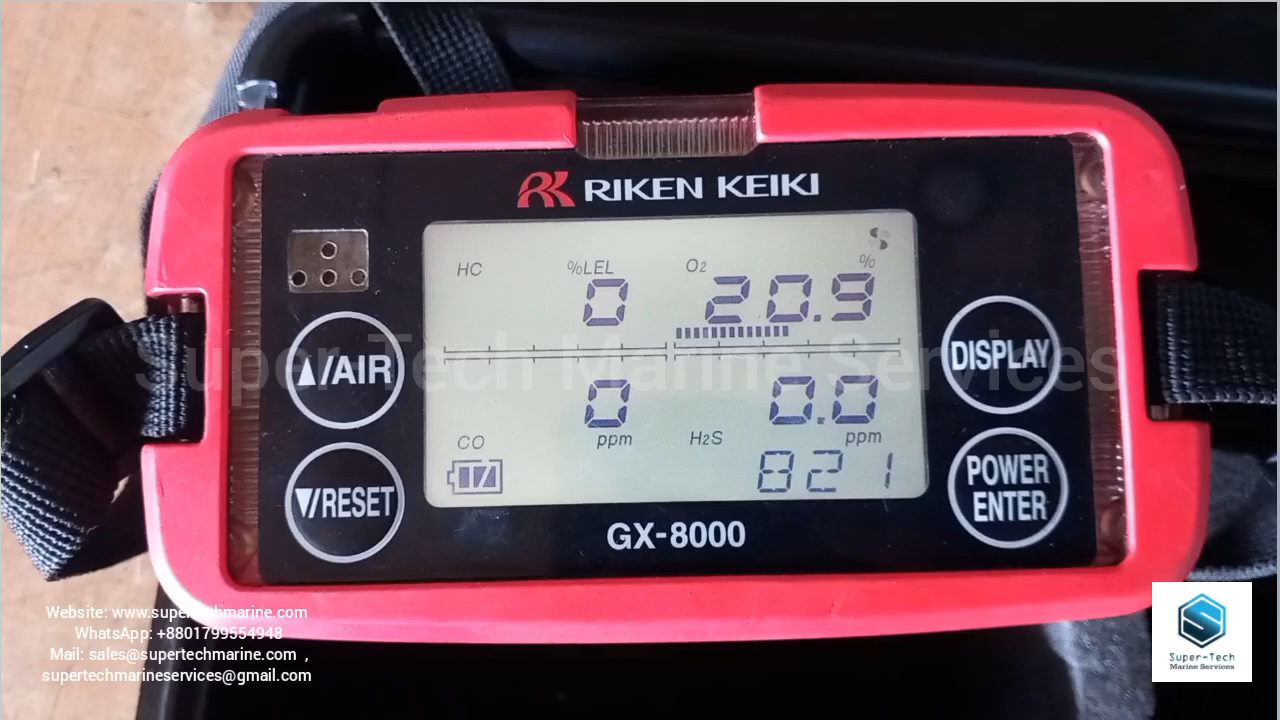 RIKEN KEIKI
HC %LEL O2 %
0 20.9
Super-Tech Marine Services
▲/AIR
DISPLAY
0 0.0
CO ppm H2S ppm
821
▼/RESET
POWER
ENTER
GX-8000
Website: www.supertechmarine.com
WhatsApp: +8801799554948
Mail: sales@supertechmarine.com ,
supertechmarineservices@gmail.com
S
Super-Tech
Marine Services